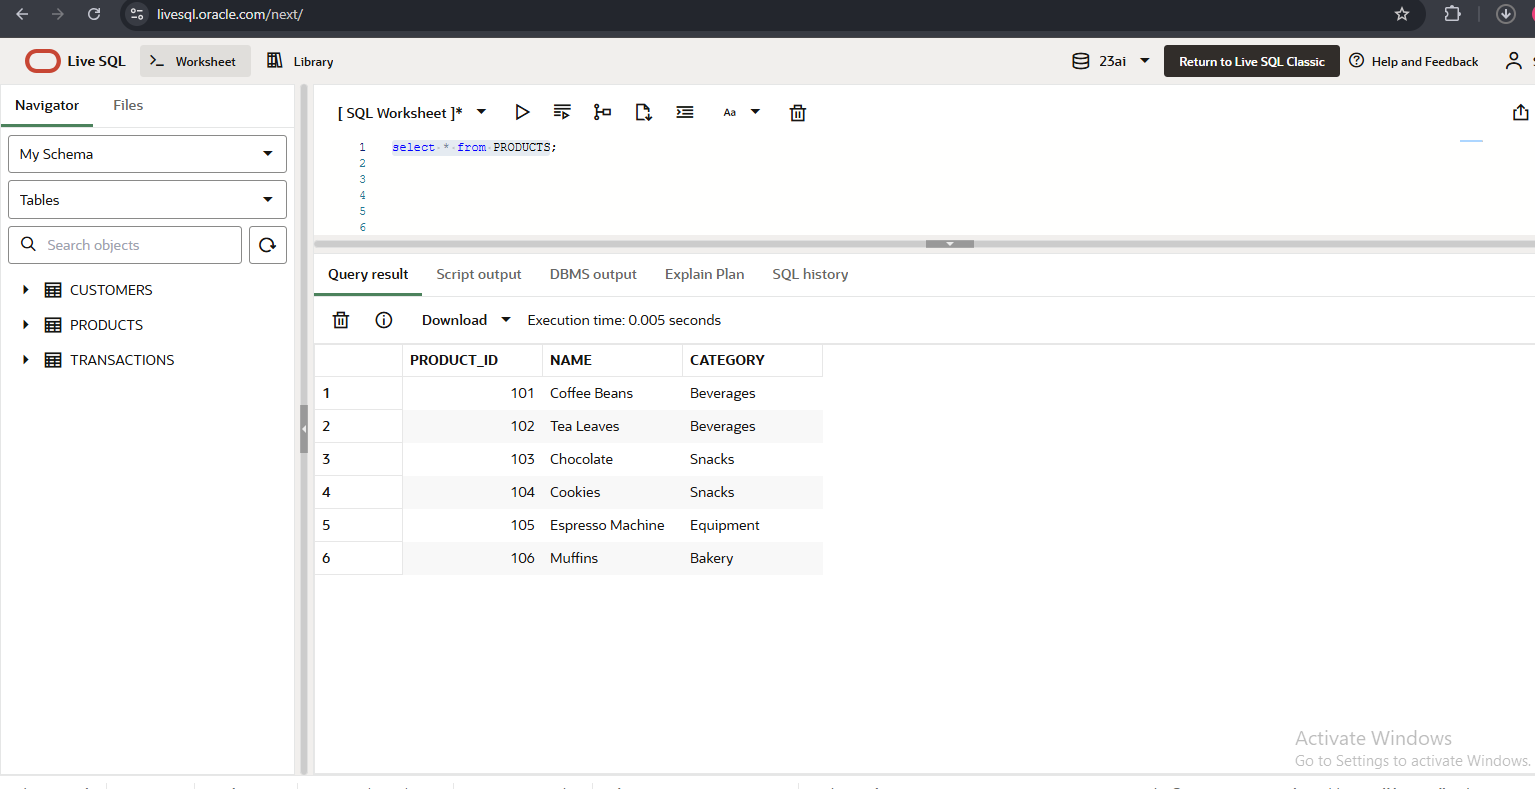 livesql.oracle.com/next/
Live SQL Worksheet Library 23ai Return to Live SQL Classic Help and Feedback
Navigator Files
[ SQL Worksheet ]* Aa
My Schema
Tables
Search objects
CUSTOMERS
PRODUCTS
TRANSACTIONS
1 select * from PRODUCTS;
2
3
4
5
6
Query result Script output DBMS output Explain Plan SQL history
Download Execution time: 0.005 seconds
PRODUCT_ID NAME CATEGORY
1 101 Coffee Beans Beverages
2 102 Tea Leaves Beverages
3 103 Chocolate Snacks
4 104 Cookies Snacks
5 105 Espresso Machine Equipment
6 106 Muffins Bakery
Activate Windows
Go to Settings to activate Windows.